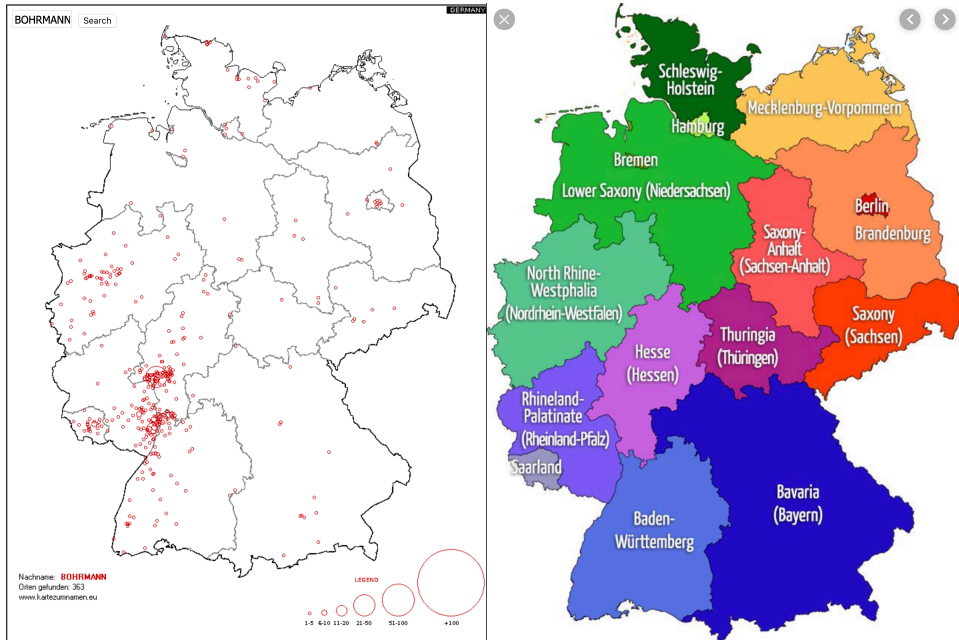 BOHRMANN
Search
GERMANY
Nachname: BOHRMANN
Orten gefunden: 363
www.kartezumnamen.eu
LEGEND
1-5 6-10 11-20 21-50 51-100 +100
Schleswig-
Holstein
Mecklenburg-Vorpommern
Hamburg
Bremen
Lower Saxony (Niedersachsen)
Berlin
Brandenburg
Saxony-
Anhalt
(Sachsen-Anhalt)
North Rhine-
Westphalia
(Nordrhein-Westfalen)
Saxony
(Sachsen)
Thuringia
(Thüringen)
Hesse
(Hessen)
Rhineland-
Palatinate
(Rheinland-Pfalz)
Saarland
Bavaria
(Bayern)
Baden-
Württemberg